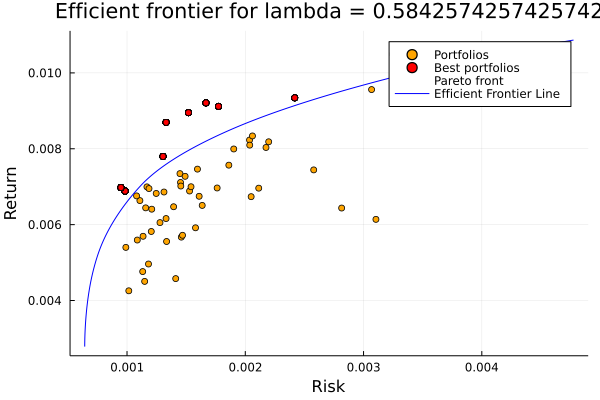 Efficient frontier for lambda = 0.5842574257425742
Portfolios
Best portfolios
Pareto front
Efficient Frontier Line
Return
0.010
0.008
0.006
0.004
0.001
0.002
0.003
0.004
Risk